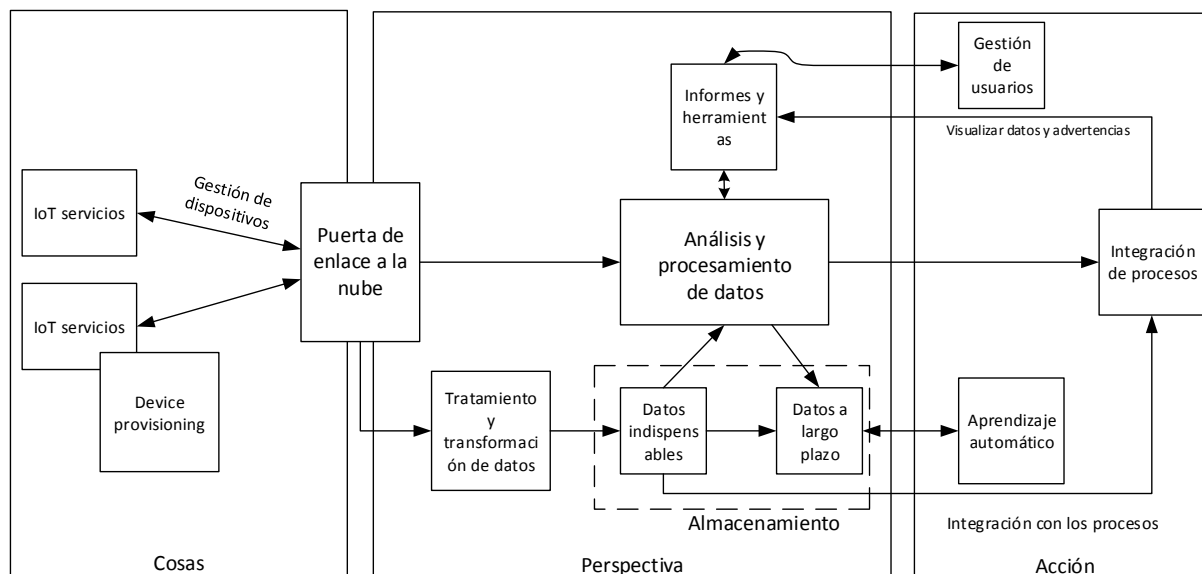 Gestión
de
usuarios
Informes y
herramient
as
Visualizar datos y advertencias
Gestión de
dispositivos
IoT servicios
Puerta de
enlace a la
nube
Análisis y
procesamiento
de datos
Integración
de procesos
IoT servicios
Device
provisioning
Tratamiento
y
transformaci
ón de datos
Datos
indispens
ables
Datos a
largo
plazo
Aprendizaje
automático
Almacenamiento
Integración con los procesos
Cosas
Perspectiva
Acción